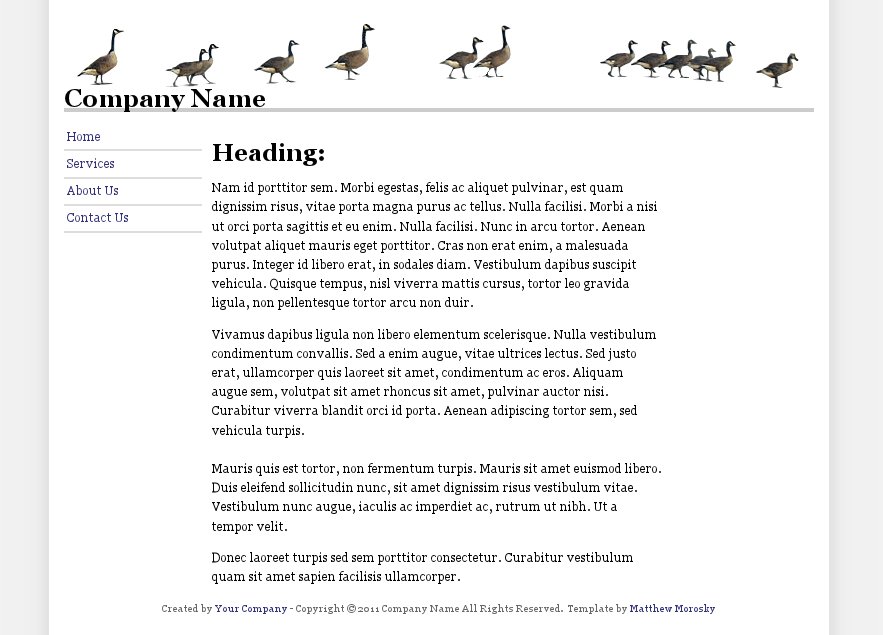 Company Name
Home
Services
About Us
Contact Us
Heading:
Nam id porttitor sem. Morbi egestas, felis ac aliquet pulvinar, est quam
dignissim risus, vitae porta magna purus ac tellus. Nulla facilisi. Morbi a nisi
ut orci porta sagittis et eu enim. Nulla facilisi. Nunc in arcu tortor. Aenean
volutpat aliquet mauris eget porttitor. Cras non erat enim, a malesuada
purus. Integer id libero erat, in sodales diam. Vestibulum dapibus suscipit
vehicula. Quisque tempus, nisl viverra mattis cursus, tortor leo gravida
ligula, non pellentesque tortor arcu non duir.
Vivamus dapibus ligula non libero elementum scelerisque. Nulla vestibulum
condimentum convallis. Sed a enim augue, vitae ultrices lectus. Sed justo
erat, ullamcorper quis laoreet sit amet, condimentum ac eros. Aliquam
augue sem, volutpat sit amet rhoncus sit amet, pulvinar auctor nisi.
Curabitur viverra blandit orci id porta. Aenean adipiscing tortor sem, sed
vehicula turpis.
Mauris quis est tortor, non fermentum turpis. Mauris sit amet euismod libero.
Duis eleifend sollicitudin nunc, sit amet dignissim risus vestibulum vitae.
Vestibulum nunc augue, iaculis ac imperdiet ac, rutrum ut nibh. Ut a
tempor velit.
Donec laoreet turpis sed sem porttitor consectetur. Curabitur vestibulum
quam sit amet sapien facilisis ullamcorper.
Created by Your Company - Copyright ©2011 Company Name All Rights Reserved. Template by Matthew Morosky